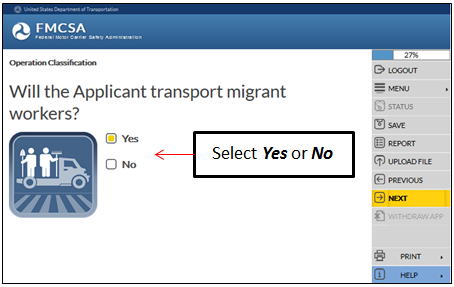 United States Department of Transportation
FMCSA
Federal Motor Carrier Safety Administration
Operation Classification
Will the Applicant transport migrant
workers?
Yes
No
Select Yes or No
27%
LOGOUT
MENU
STATUS
SAVE
REPORT
UPLOAD FILE
PREVIOUS
NEXT
WITHDRAW APP
PRINT
HELP